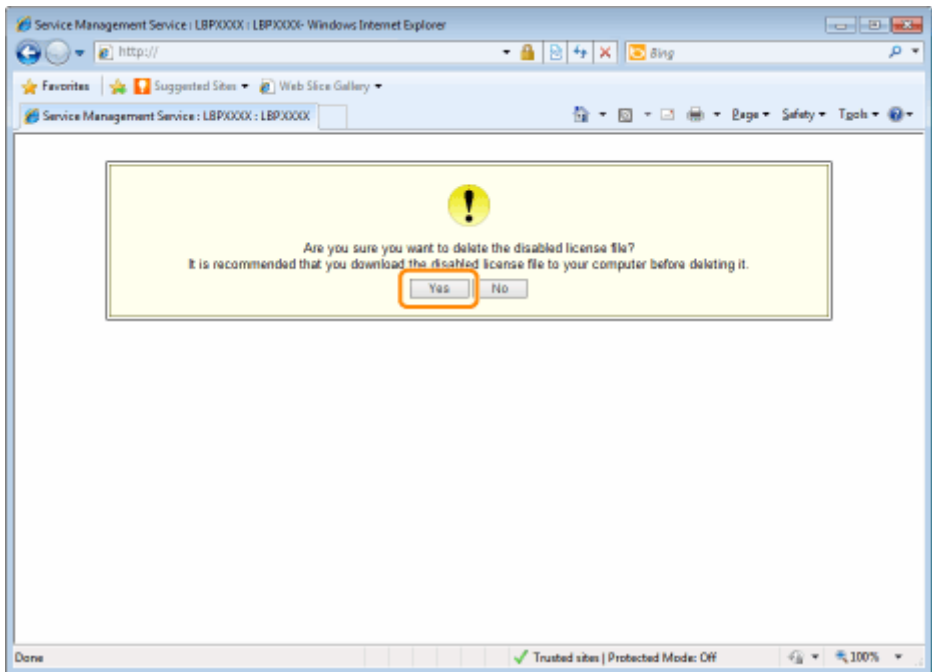 Service Management Service : LBPXXXX : LBPXXXX- Windows Internet Explorer
http://
Bing
Favorites
Suggested Sites
Web Slice Gallery
Service Management Service : LBPXXXX : LBPXXXX
Page
Safety
Tools
Are you sure you want to delete the disabled license file?
It is recommended that you download the disabled license file to your computer before deleting it.
Yes
No
Done
Trusted sites | Protected Mode: Off
100%